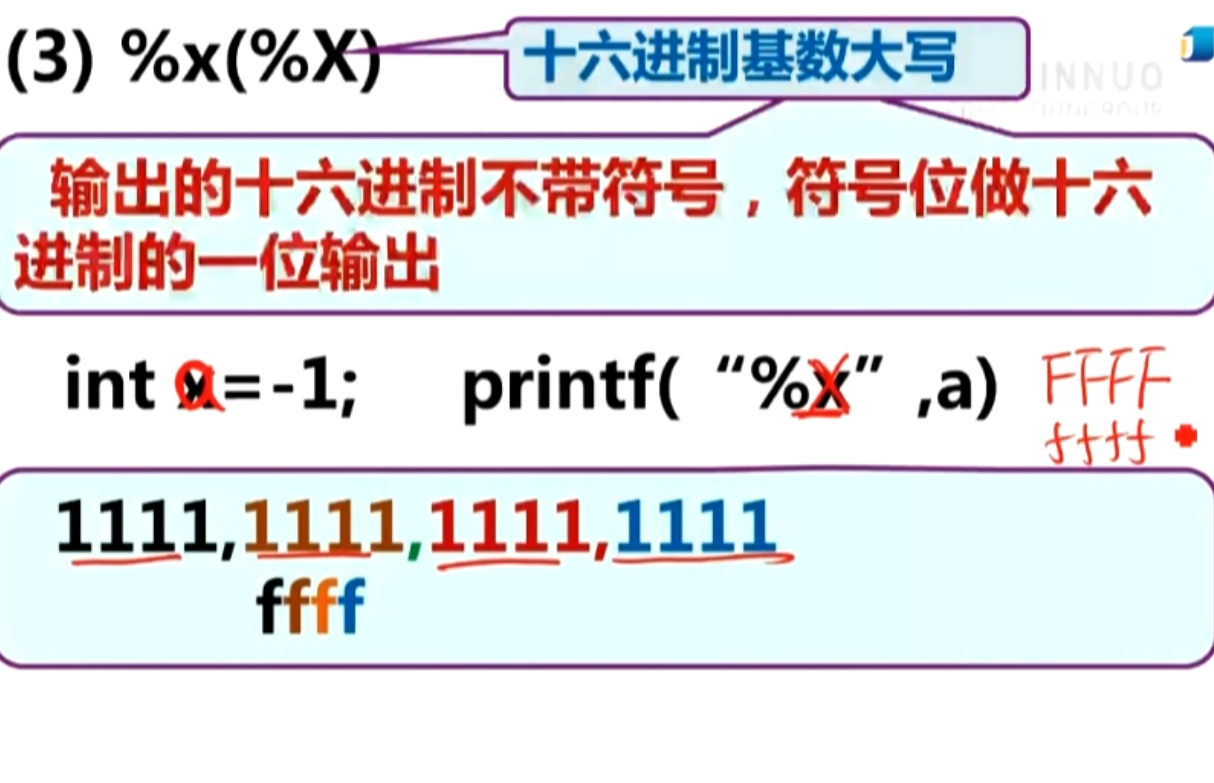 (3) %x(%X)
十六进制基数大写
INNUO
输出的十六进制不带符号，符号位做十六
进制的一位输出
int a=-1; printf( “%x” ,a)
FFFF
ffff
1111,1111,1111,1111
ffff